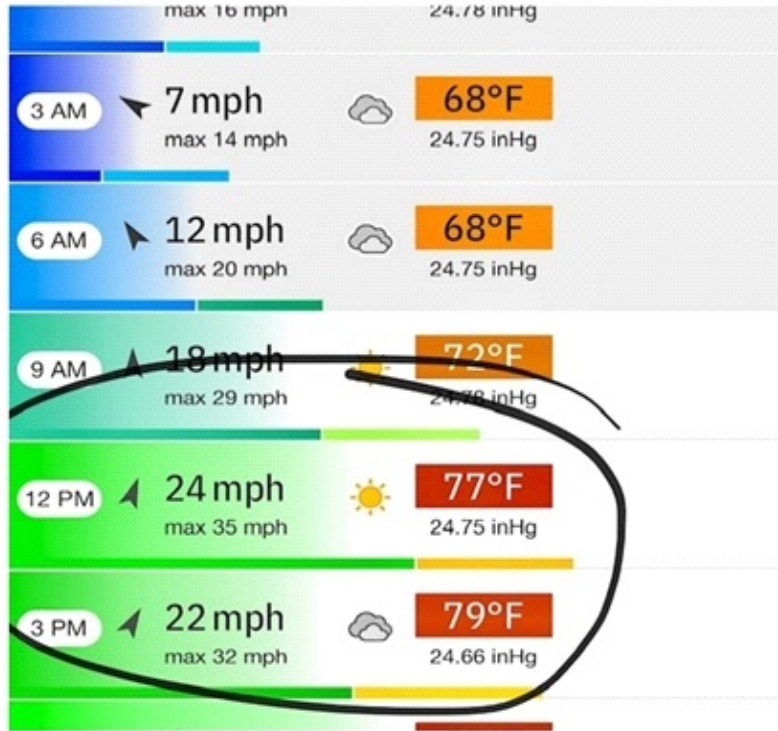 max 16 mph 24.78 inHg
3 AM 7 mph 68°F
max 14 mph 24.75 inHg
6 AM 12 mph 68°F
max 20 mph 24.75 inHg
9 AM 18 mph 72°F
max 29 mph 24.78 inHg
12 PM 24 mph 77°F
max 35 mph 24.75 inHg
3 PM 22 mph 79°F
max 32 mph 24.66 inHg